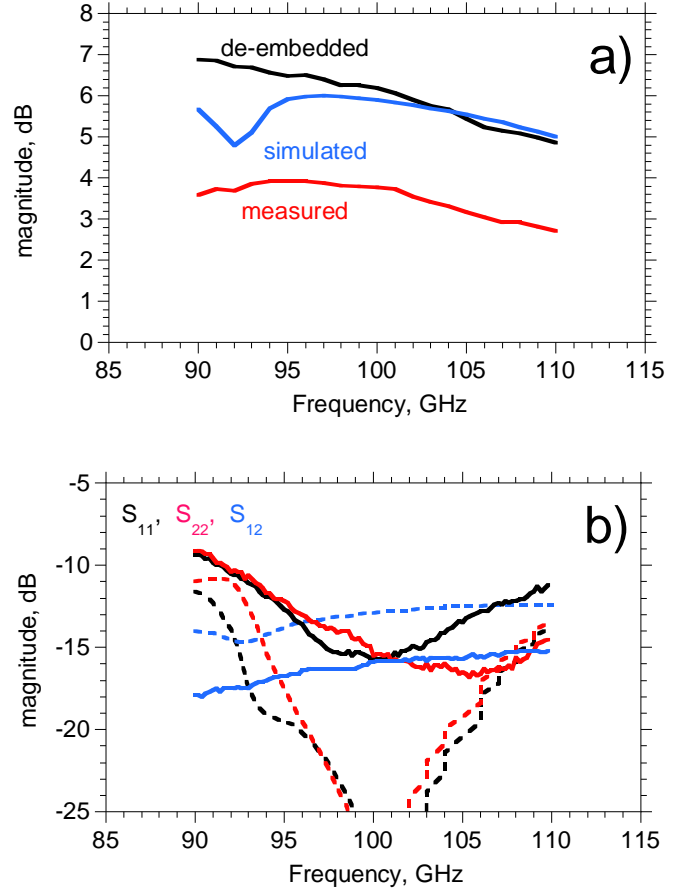 8
7
6
5
4
3
2
1
0
de-embedded
a)
simulated
measured
magnitude, dB
85 90 95 100 105 110 115
Frequency, GHz
-5
-10
-15
-20
-25
S11, S22, S12
b)
magnitude, dB
85 90 95 100 105 110 115
Frequency, GHz